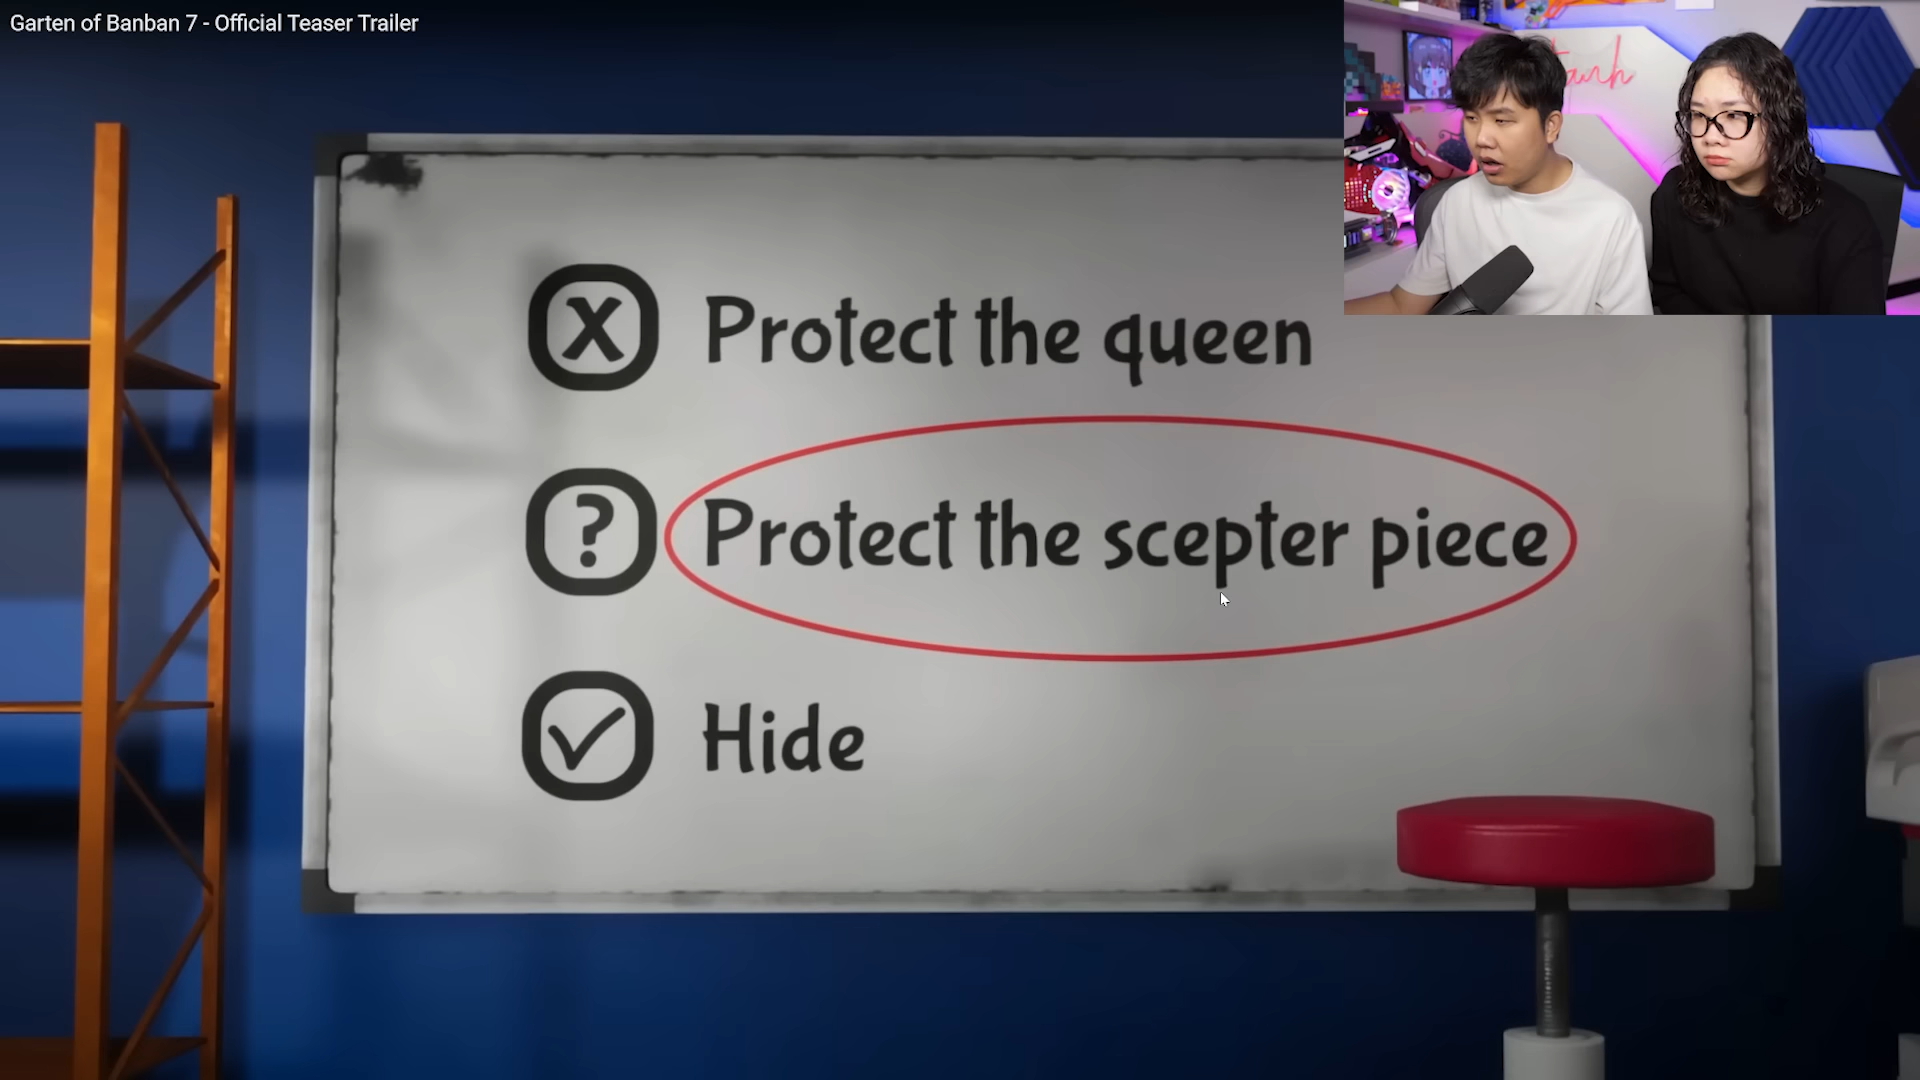 Garten of Banban 7 - Official Teaser Trailer
X Protect the queen
? Protect the scepter piece
Hide